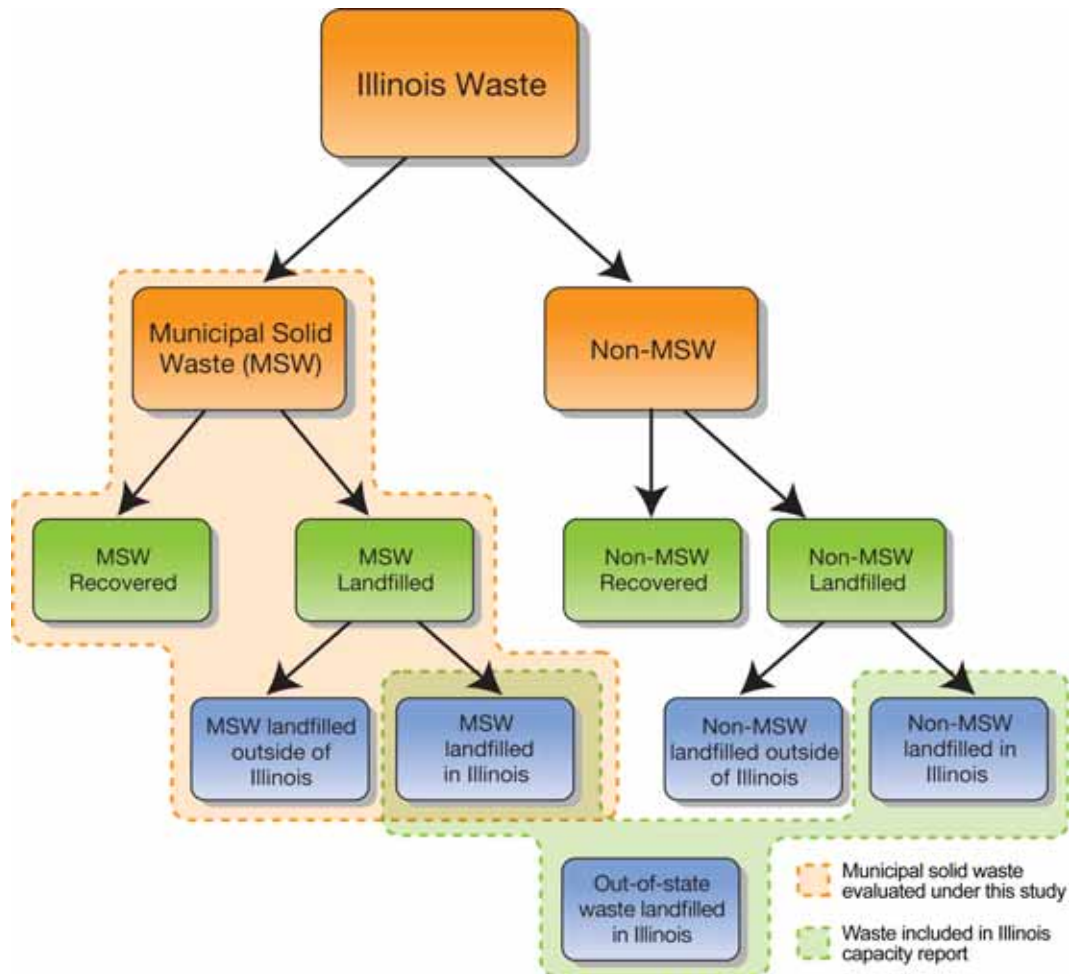 Illinois Waste
Municipal Solid
Waste (MSW)
Non-MSW
MSW
Recovered
MSW
Landfilled
Non-MSW
Recovered
Non-MSW
Landfilled
MSW landfilled
outside of
Illinois
MSW
landfilled
in Illinois
Non-MSW
landfilled outside
of Illinois
Non-MSW
landfilled in
Illinois
Out-of-state
waste landfilled
in Illinois
Municipal solid waste
evaluated under this study
Waste included in Illinois
capacity report